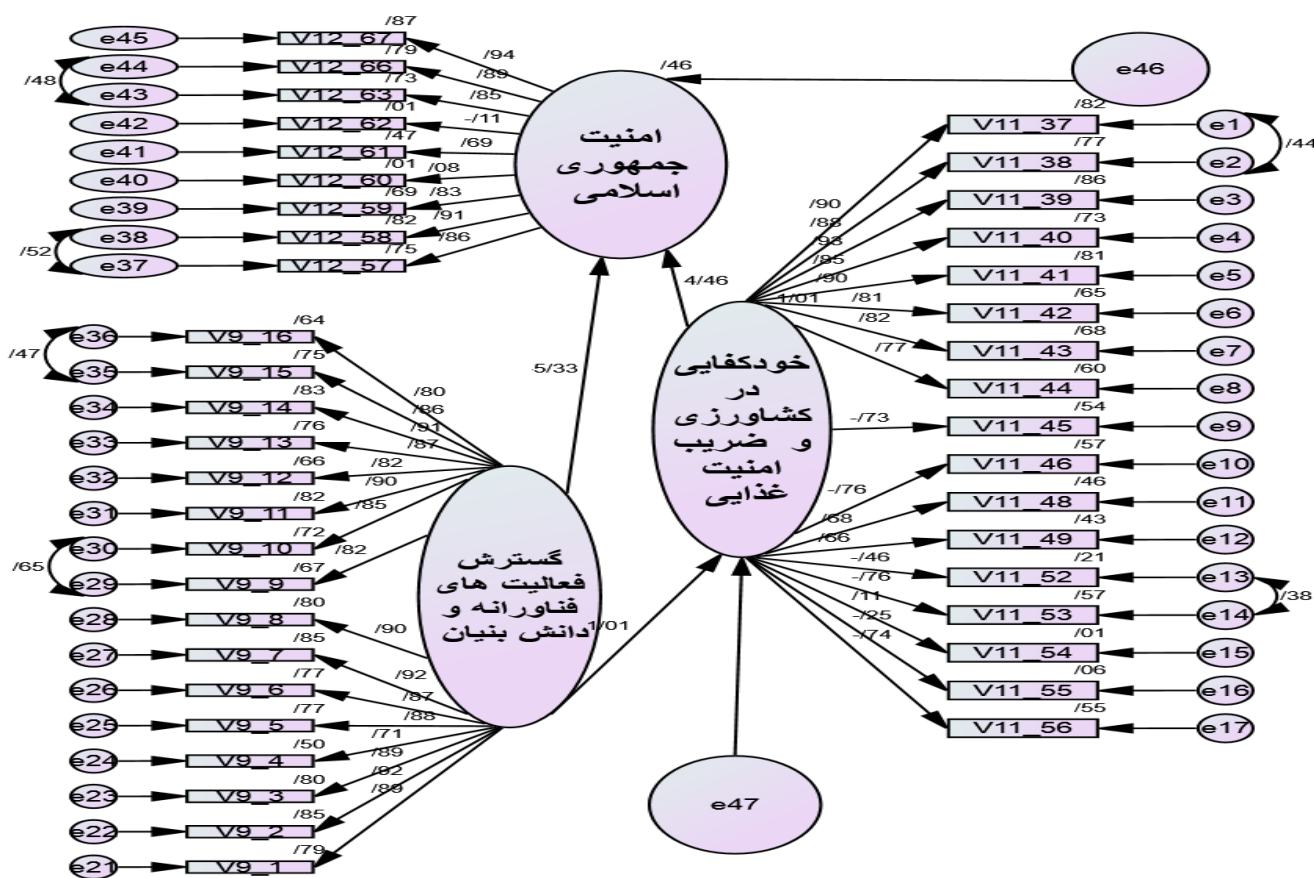 e45
V12_67
/87
e44
V12_66
/79
e43
V12_63
/73
e42
V12_62
/01
e41
V12_61
/47
e40
V12_60
/01
e39
V12_59
/69
e38
V12_58
/82
e37
V12_57
/75
/48
/52
/94
/89
/85
-/11
/69
/08
/83
/91
/86
امنیت
جمهوری
اسلامی
/46
e46
5/33
4/46
e36
V9_16
/64
e35
V9_15
/75
e34
V9_14
/83
e33
V9_13
/76
e32
V9_12
/66
e31
V9_11
/82
e30
V9_10
/72
e29
V9_9
/67
e28
V9_8
/80
e27
V9_7
/85
e26
V9_6
/77
e25
V9_5
/77
e24
V9_4
/50
e23
V9_3
/80
e22
V9_2
/85
e21
V9_1
/79
/47
/65
/80
/86
/91
/87
/82
/90
/85
/82
/90
/92
/87
/88
/71
/89
/92
/89
گسترش
فعالیت های
فناورانه و
دانش بنیان
1/01
خودکفایی
در
کشاورزی
و ضریب
امنیت
غذایی
1/01
e47
/90
/88
/93
/85
/90
/81
/82
/77
-/73
-/76
/68
/66
-/46
-/76
/11
-/25
-/74
/82
V11_37
e1
/77
V11_38
e2
/86
V11_39
e3
/73
V11_40
e4
/81
V11_41
e5
/65
V11_42
e6
/68
V11_43
e7
/60
V11_44
e8
/54
V11_45
e9
/57
V11_46
e10
/46
V11_48
e11
/43
V11_49
e12
/21
V11_52
e13
/57
V11_53
e14
/01
V11_54
e15
/06
V11_55
e16
/55
V11_56
e17
/44
/38